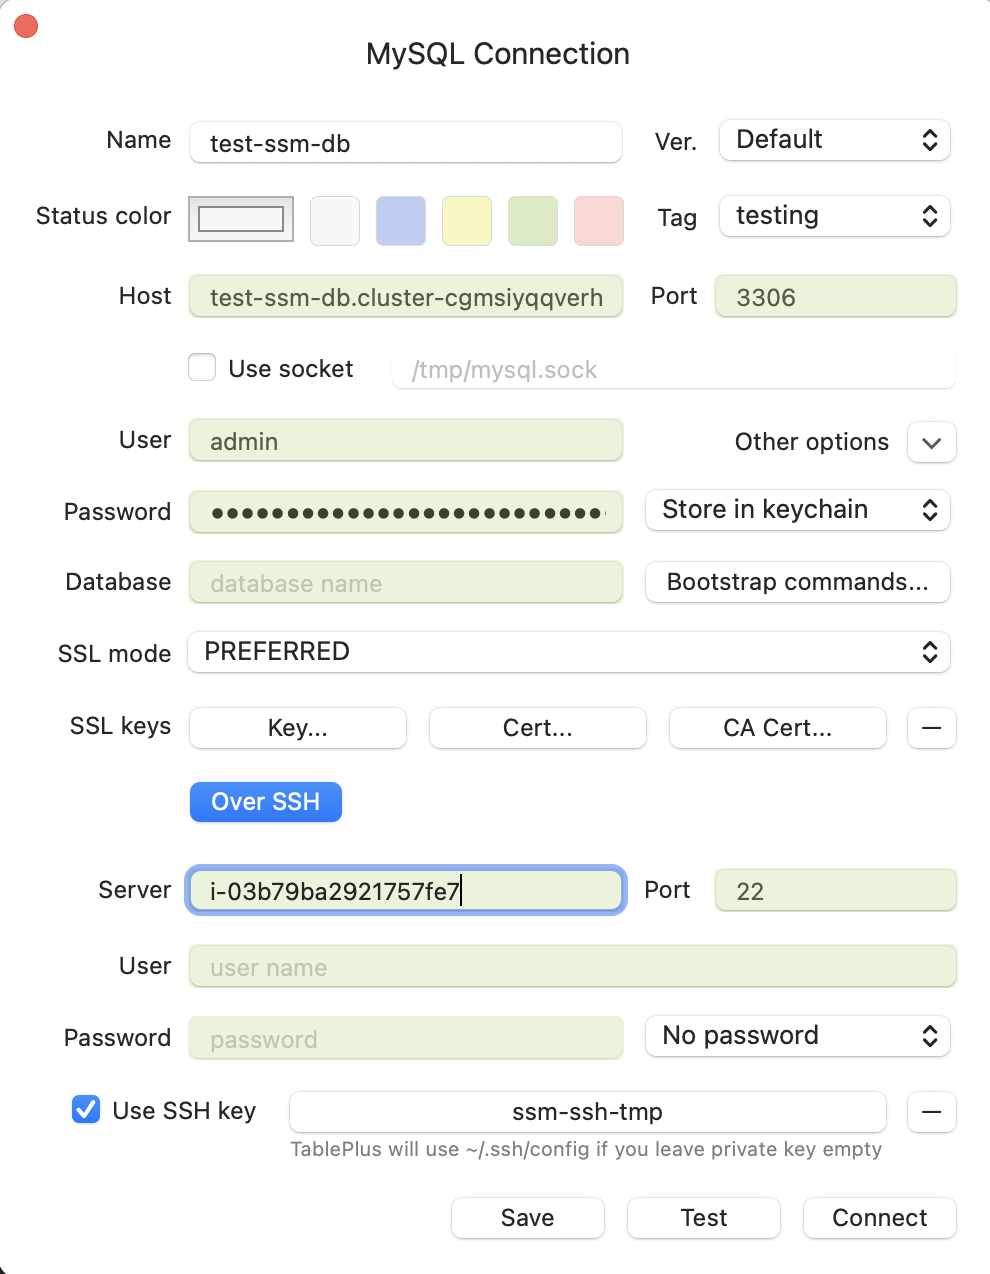 MySQL Connection
Name test-ssm-db Ver. Default
Status color Tag testing
Host test-ssm-db.cluster-cgmsiyqqverh Port 3306
Use socket /tmp/mysql.sock
User admin Other options
Password Store in keychain
Database database name Bootstrap commands...
SSL mode PREFERRED
SSL keys Key... Cert... CA Cert...
Over SSH
Server i-03b79ba2921757fe7 Port 22
User user name
Password password No password
Use SSH key ssm-ssh-tmp
TablePlus will use ~/.ssh/config if you leave private key empty
Save Test Connect